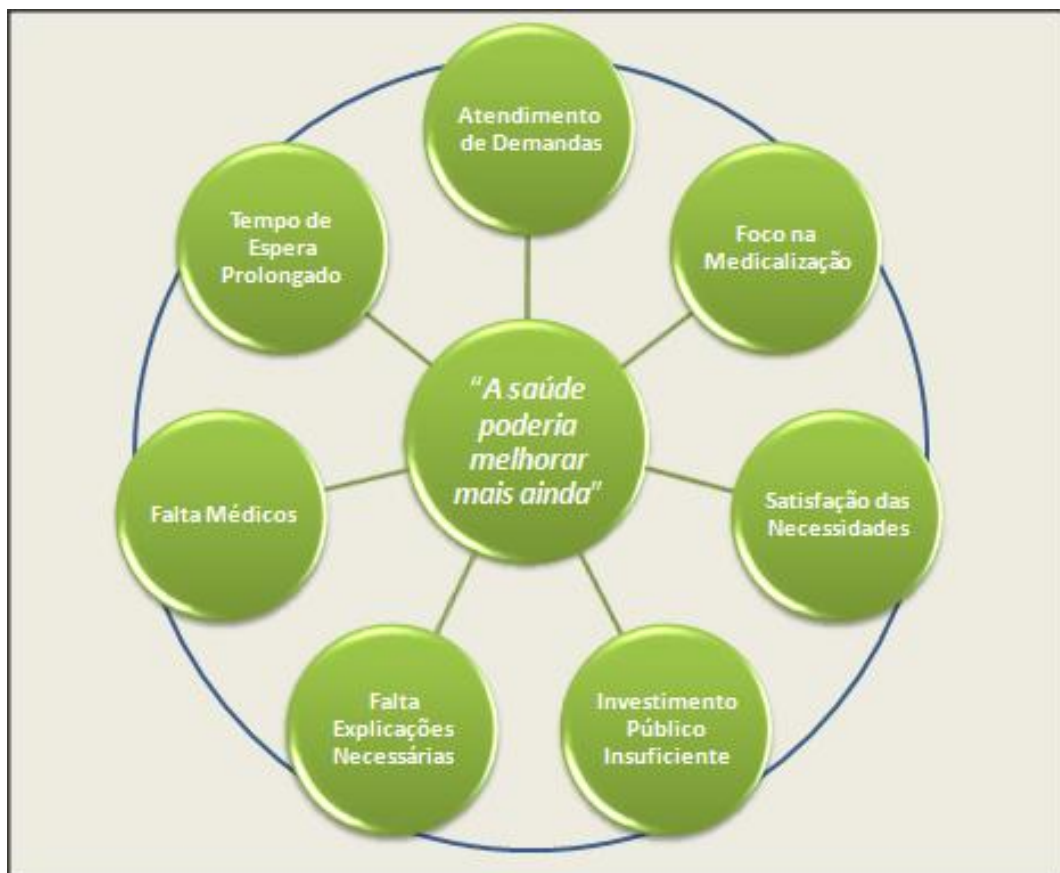 Atendimento
de Demandas
Foco na
Medicalização
Satisfação das
Necessidades
Investimento
Público
Insuficiente
Falta
Explicações
Necessárias
Falta Médicos
Tempo de
Espera
Prolongado
“A saúde
poderia
melhorar
mais ainda”